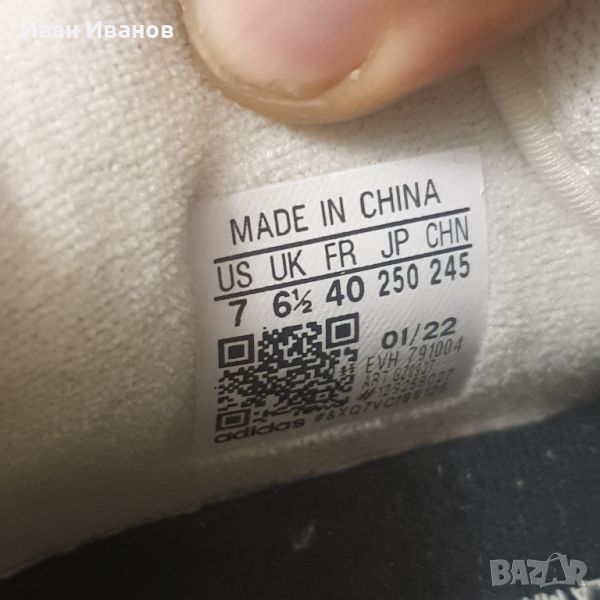 Иван Иванов
MADE IN CHINA
US UK FR JP CHN
7 6½ 40 250 245
01/22
EVH 791004
adidas
BAZAR